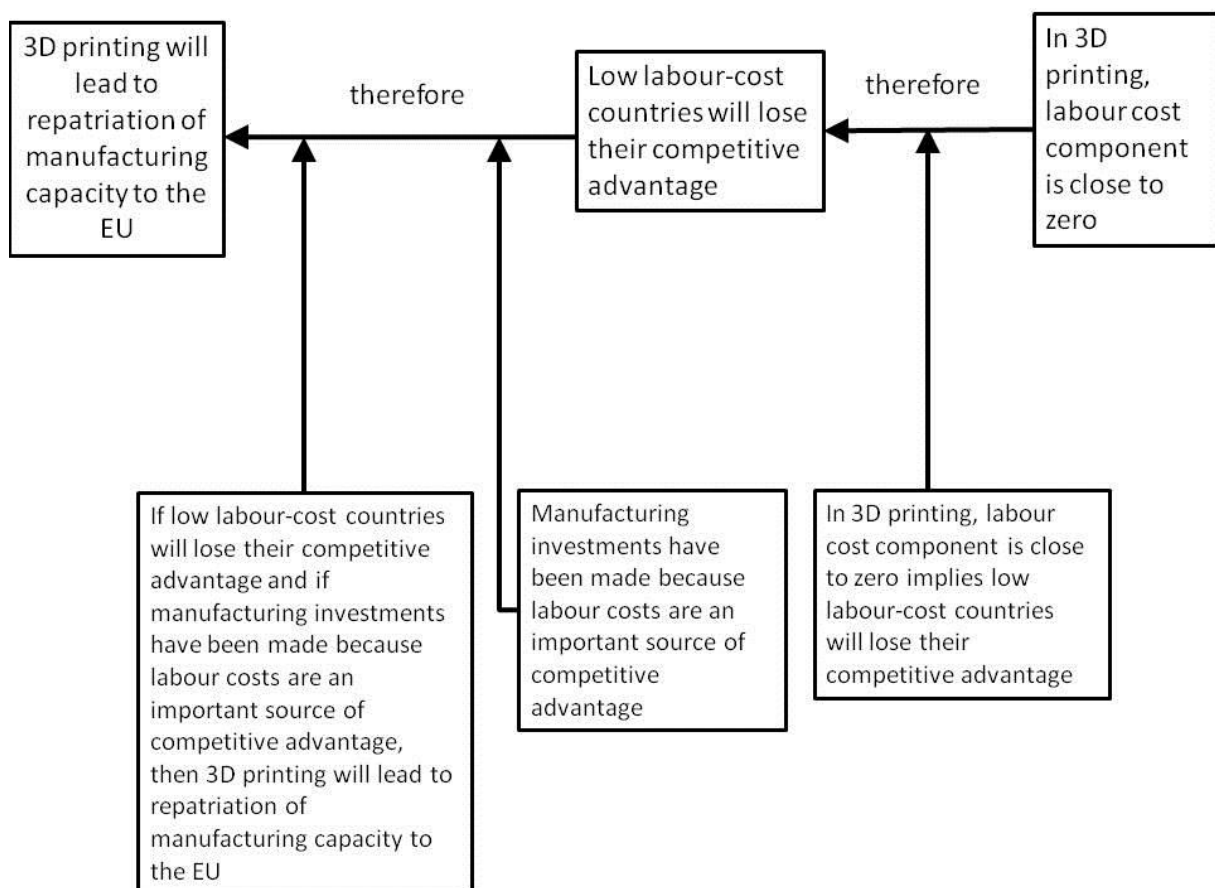 3D printing will
lead to
repatriation of
manufacturing
capacity to the
EU
therefore
Low labour-cost
countries will lose
their competitive
advantage
therefore
In 3D
printing,
labour cost
component
is close to
zero
If low labour-cost countries
will lose their competitive
advantage and if
manufacturing investments
have been made because
labour costs are an
important source of
competitive advantage,
then 3D printing will lead to
repatriation of
manufacturing capacity to
the EU
Manufacturing
investments have
been made because
labour costs are an
important source of
competitive
advantage
In 3D printing, labour
cost component is close
to zero implies low
labour-cost countries
will lose their
competitive advantage